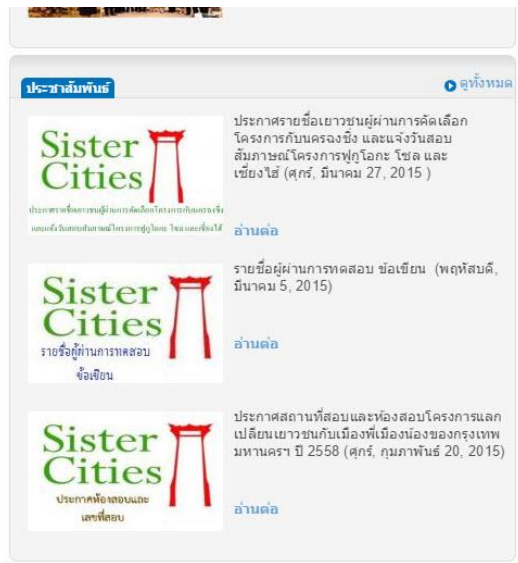 ประชาสัมพันธ์
ดูทั้งหมด
Sister
Cities
ประกาศรายชื่อเยาวชนผู้ผ่านการคัดเลือกโครงการกับนครฉงชิ่ง
และแจ้งวันสอบสัมภาษณ์โครงการฟูกูโอกะ โซล และเซี่ยงไฮ้
ประกาศรายชื่อเยาวชนผู้ผ่านการคัดเลือก
โครงการกับนครฉงชิ่ง และแจ้งวันสอบ
สัมภาษณ์โครงการฟูกูโอกะ โซล และ
เซี่ยงไฮ้ (ศุกร์, มีนาคม 27, 2015 )
อ่านต่อ
Sister
Cities
รายชื่อผู้ผ่านการทดสอบ
ข้อเขียน
รายชื่อผู้ผ่านการทดสอบ ข้อเขียน (พฤหัสบดี,
มีนาคม 5, 2015)
อ่านต่อ
Sister
Cities
ประกาศห้องสอบและ
เลขที่สอบ
ประกาศสถานที่สอบและห้องสอบโครงการแลก
เปลี่ยนเยาวชนกับเมืองพี่เมืองน้องของกรุงเทพ
มหานครฯ ปี 2558 (ศุกร์, กุมภาพันธ์ 20, 2015)
อ่านต่อ